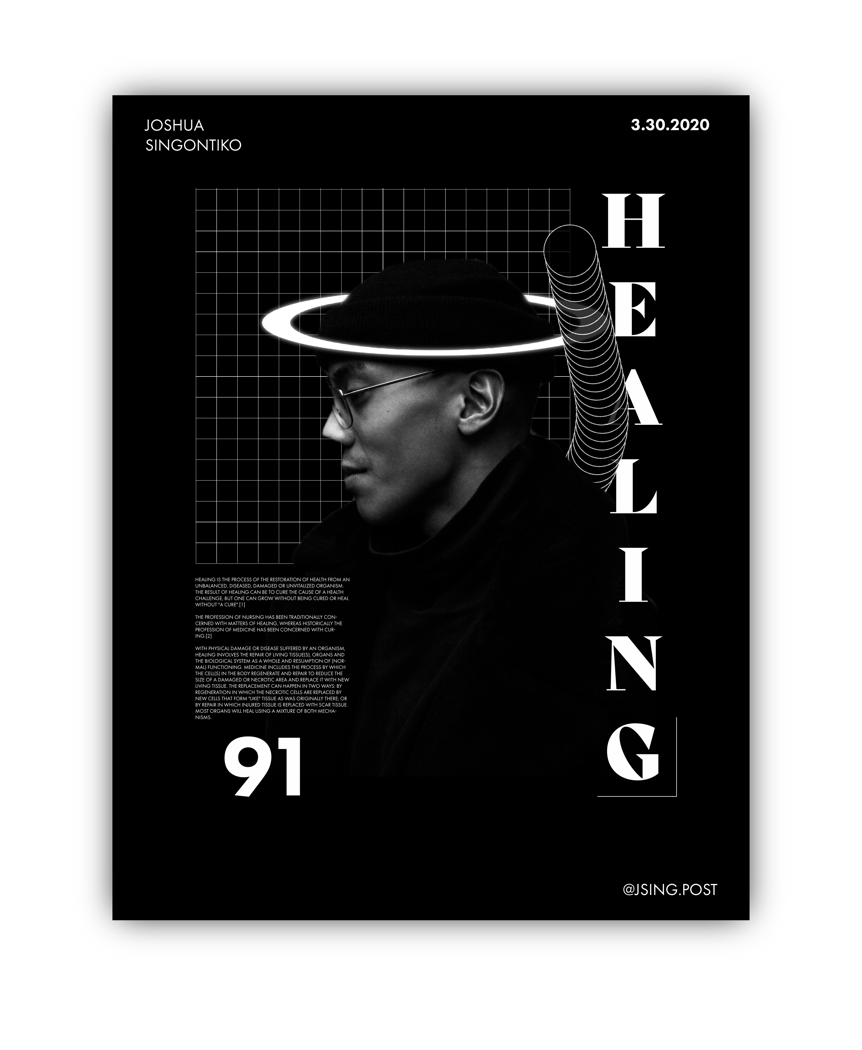 JOSHUA
SINGONTIKO
3.30.2020
HEALING
HEALING IS THE PROCESS OF THE RESTORATION OF HEALTH FROM AN
UNBALANCED, DISEASED, DAMAGED OR UNVITALIZED ORGANISM.
THE RESULT OF HEALING CAN BE TO CURE THE CAUSE OF A HEALTH
CHALLENGE, BUT ONE CAN GROW WITHOUT BEING CURED OR HEAL
WITHOUT "A CURE".[1]
THE PROFESSION OF NURSING HAS BEEN TRADITIONALLY CON-
CERNED WITH MATTERS OF HEALING, WHEREAS HISTORICALLY THE
PROFESSION OF MEDICINE HAS BEEN CONCERNED WITH CUR-
ING.[2]
WITH PHYSICAL DAMAGE OR DISEASE SUFFERED BY AN ORGANISM,
HEALING INVOLVES THE REPAIR OF LIVING TISSUE(S), ORGANS AND
THE BIOLOGICAL SYSTEM AS A WHOLE AND RESUMPTION OF (NOR-
MAL) FUNCTIONING. MEDICINE INCLUDES THE PROCESS BY WHICH
THE CELL(S) IN THE BODY REGENERATE AND REPAIR TO REDUCE THE
SIZE OF A DAMAGED OR NECROTIC AREA AND REPLACE IT WITH NEW
LIVING TISSUE. THE REPLACEMENT CAN HAPPEN IN TWO WAYS: BY
REGENERATION IN WHICH THE NECROTIC CELLS ARE REPLACED BY
NEW CELLS THAT FORM "LIKE" TISSUE AS WAS ORIGINALLY THERE; OR
BY REPAIR IN WHICH INJURED TISSUE IS REPLACED WITH SCAR TISSUE.
MOST ORGANS WILL HEAL USING A MIXTURE OF BOTH MECHA-
NISMS.
91
@JSING.POST